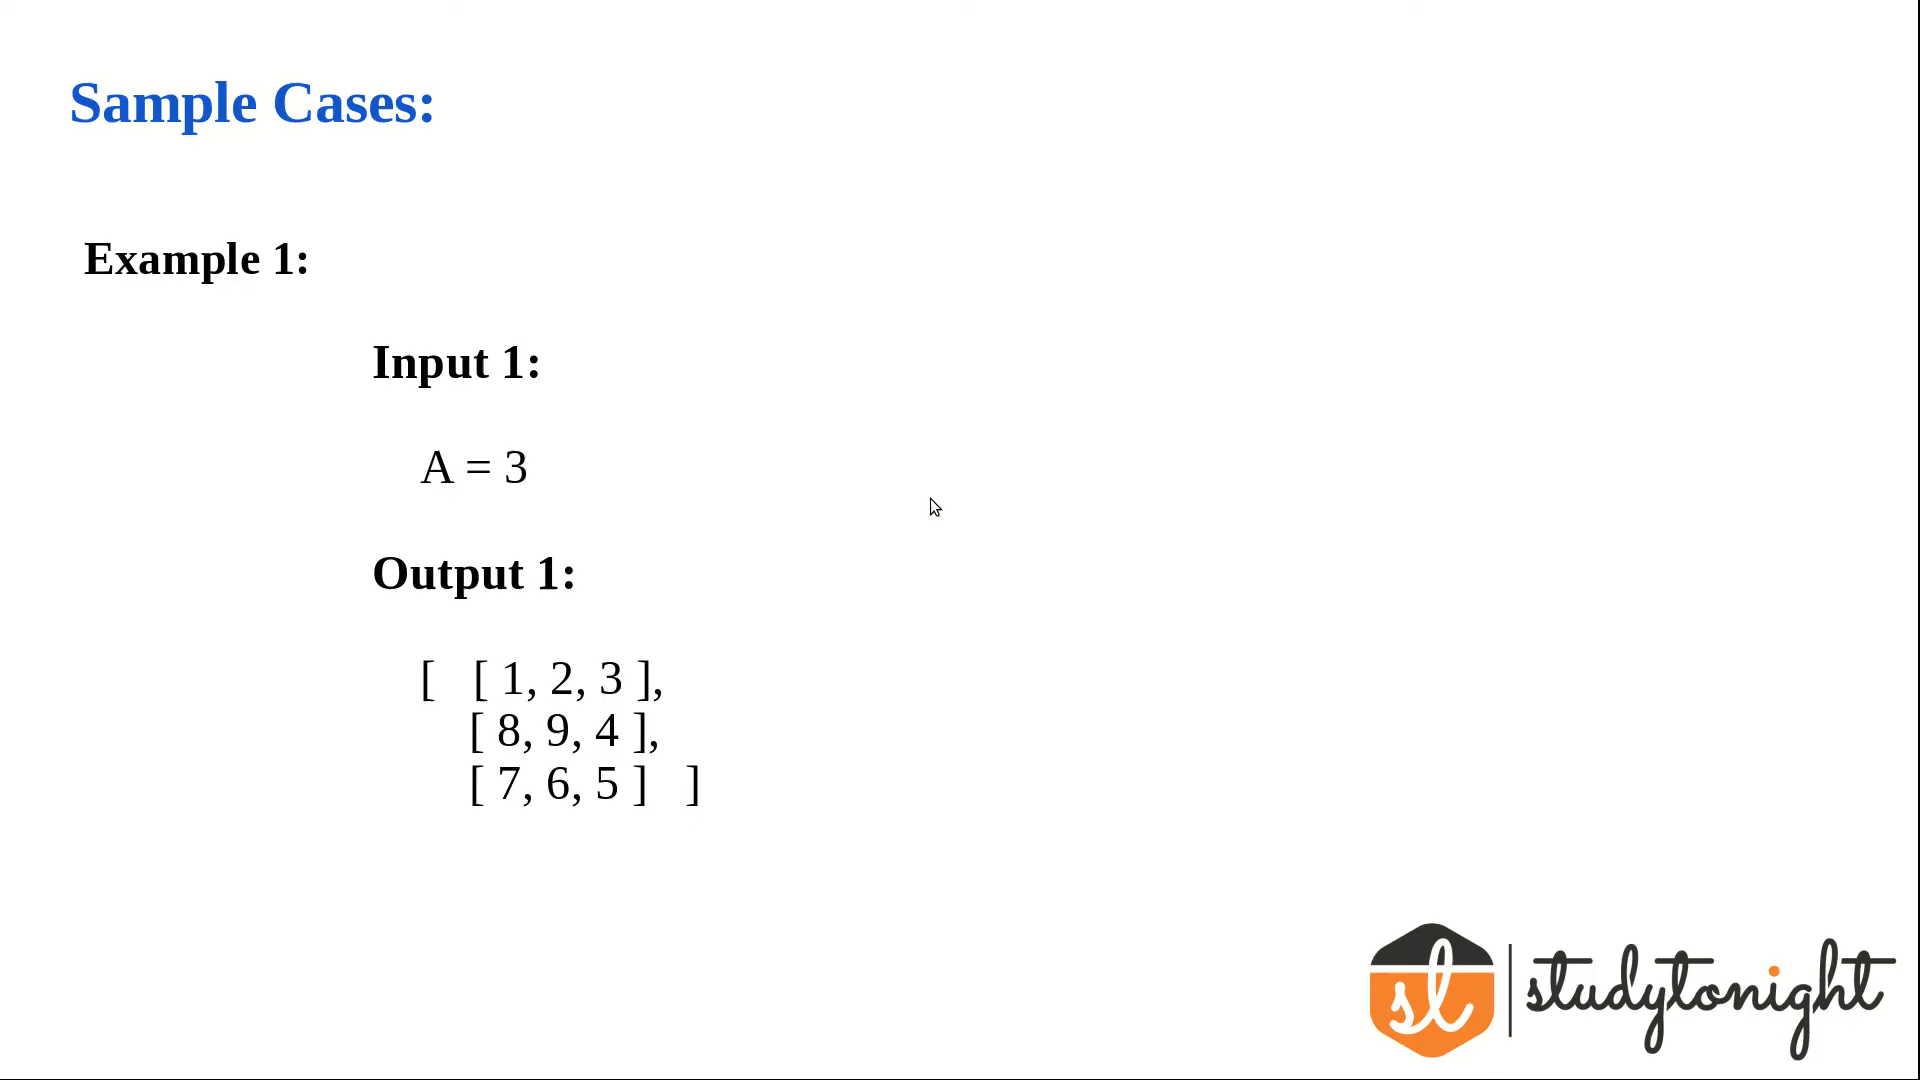 Sample Cases:
Example 1:
Input 1:
A = 3
Output 1:
[ [ 1, 2, 3 ],
[ 8, 9, 4 ],
[ 7, 6, 5 ] ]
st studytonight